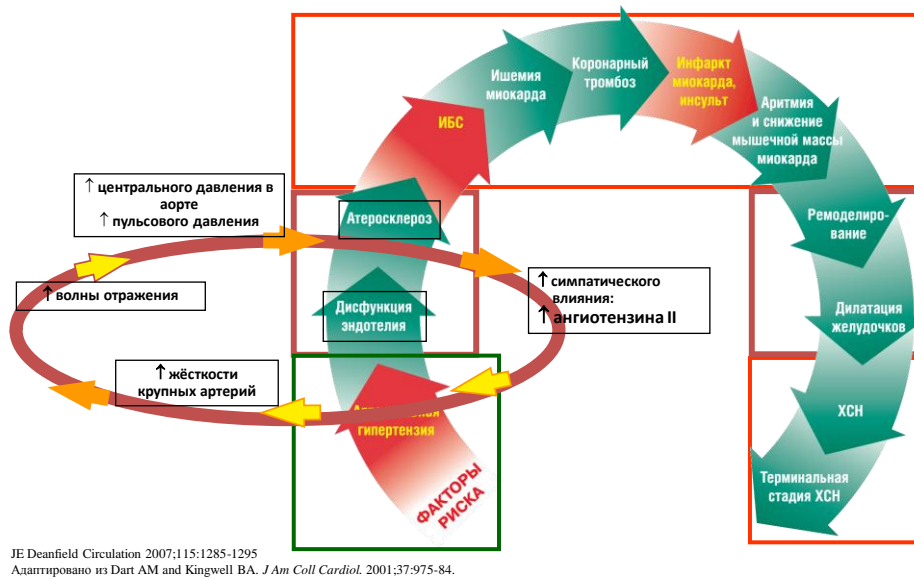 Коронарный
тромбоз
Инфаркт
миокарда,
инсульт
Ишемия
миокарда
ИБС
Аритмия
и снижение
мышечной массы
миокарда
↑ центрального давления в
аорте
↑ пульсового давления
Атеросклероз
Ремоделиро-
вание
↑ волны отражения
Дисфункция
эндотелия
↑ симпатического
влияния:
↑ ангиотензина II
Дилатация
желудочков
↑ жёсткости
крупных артерий
гипертензия
ХСН
ФАКТОРЫ
РИСКА
Терминальная
стадия ХСН
JE Deanfield Circulation 2007;115:1285-1295
Адаптировано из Dart AM and Kingwell BA. J Am Coll Cardiol. 2001;37:975-84.